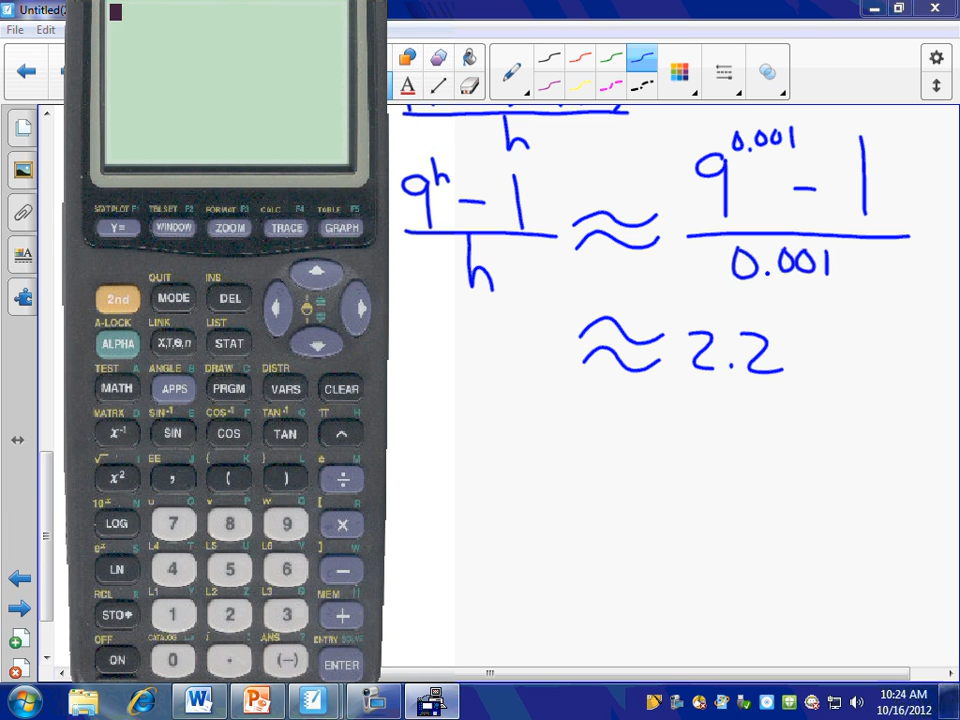 Untitled(
File Edit
h
9^h - 1 / h ≈ 9^0.001 - 1 / 0.001
≈ 2.2
STAT PLOT F1 TBLSET F2 FORMAT F3 CALC F4 TABLE F5
Y= WINDOW ZOOM TRACE GRAPH
QUIT INS
2nd MODE DEL
A-LOCK LINK LIST
ALPHA X,T,Θ,n STAT
TEST A ANGLE B DRAW C DISTR
MATH APPS PRGM VARS CLEAR
MATRX D SIN⁻¹ E COS⁻¹ F TAN⁻¹ G π H
x⁻¹ SIN COS TAN ^
√ I EE J { K } L e M
x² , ( ) ÷
10ˣ N u O v P w Q [ R
LOG 7 8 9 ×
eˣ S L4 T L5 U L6 V ] W
LN 4 5 6 −
RCL X L1 Y L2 Z L3 θ MEM "
STO▸ 1 2 3 +
OFF CATALOG i : ANS ? ENTRY SOLVE
ON 0 . (−) ENTER
10:24 AM
10/16/2012